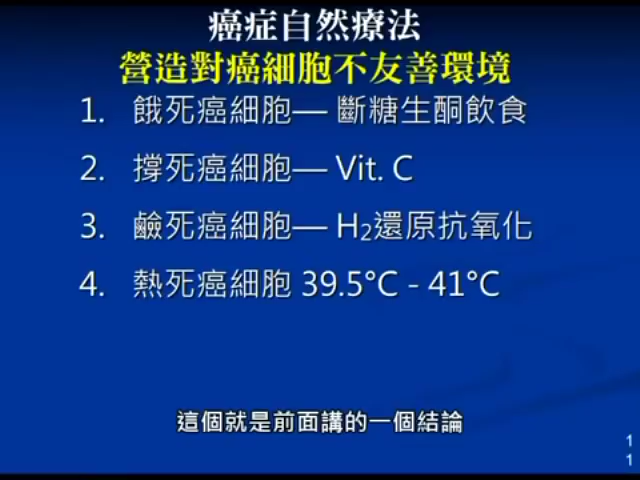 癌症自然療法
營造對癌細胞不友善環境
1. 餓死癌細胞— 斷糖生酮飲食
2. 撐死癌細胞— Vit. C
3. 鹼死癌細胞— H₂還原抗氧化
4. 熱死癌細胞 39.5°C - 41°C
這個就是前面講的一個結論
1
1